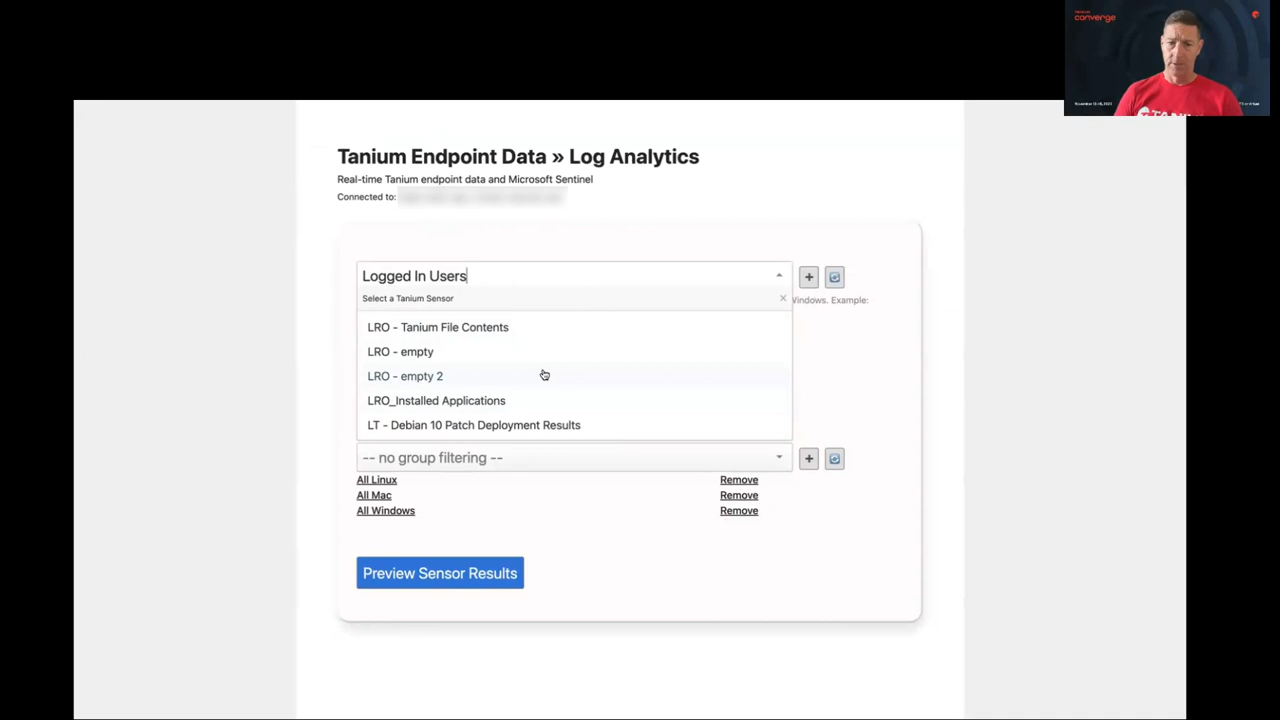 converge
Tanium Endpoint Data » Log Analytics
Real-time Tanium endpoint data and Microsoft Sentinel
Connected to:
Logged In Users
Select a Tanium Sensor
Windows. Example:
LRO - Tanium File Contents
LRO - empty
LRO - empty 2
LRO_Installed Applications
LT - Debian 10 Patch Deployment Results
-- no group filtering --
All Linux Remove
All Mac Remove
All Windows Remove
Preview Sensor Results